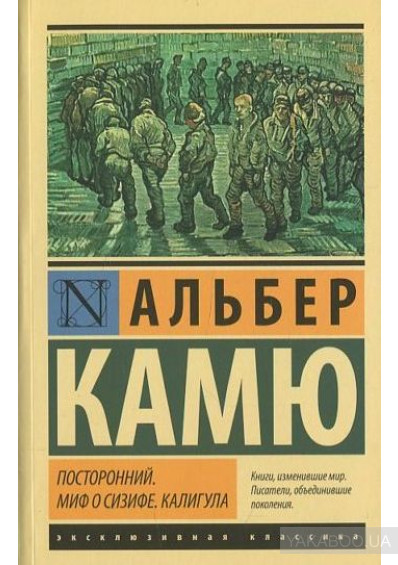 N АЛЬБЕР
КАМЮ
ПОСТОРОННИЙ.
МИФ О СИЗИФЕ. КАЛИГУЛА
Книги, изменившие мир.
Писатели, объединившие
поколения.
ЭКСКЛЮЗИВНАЯ КЛАССИКА
YAKABOO.UA